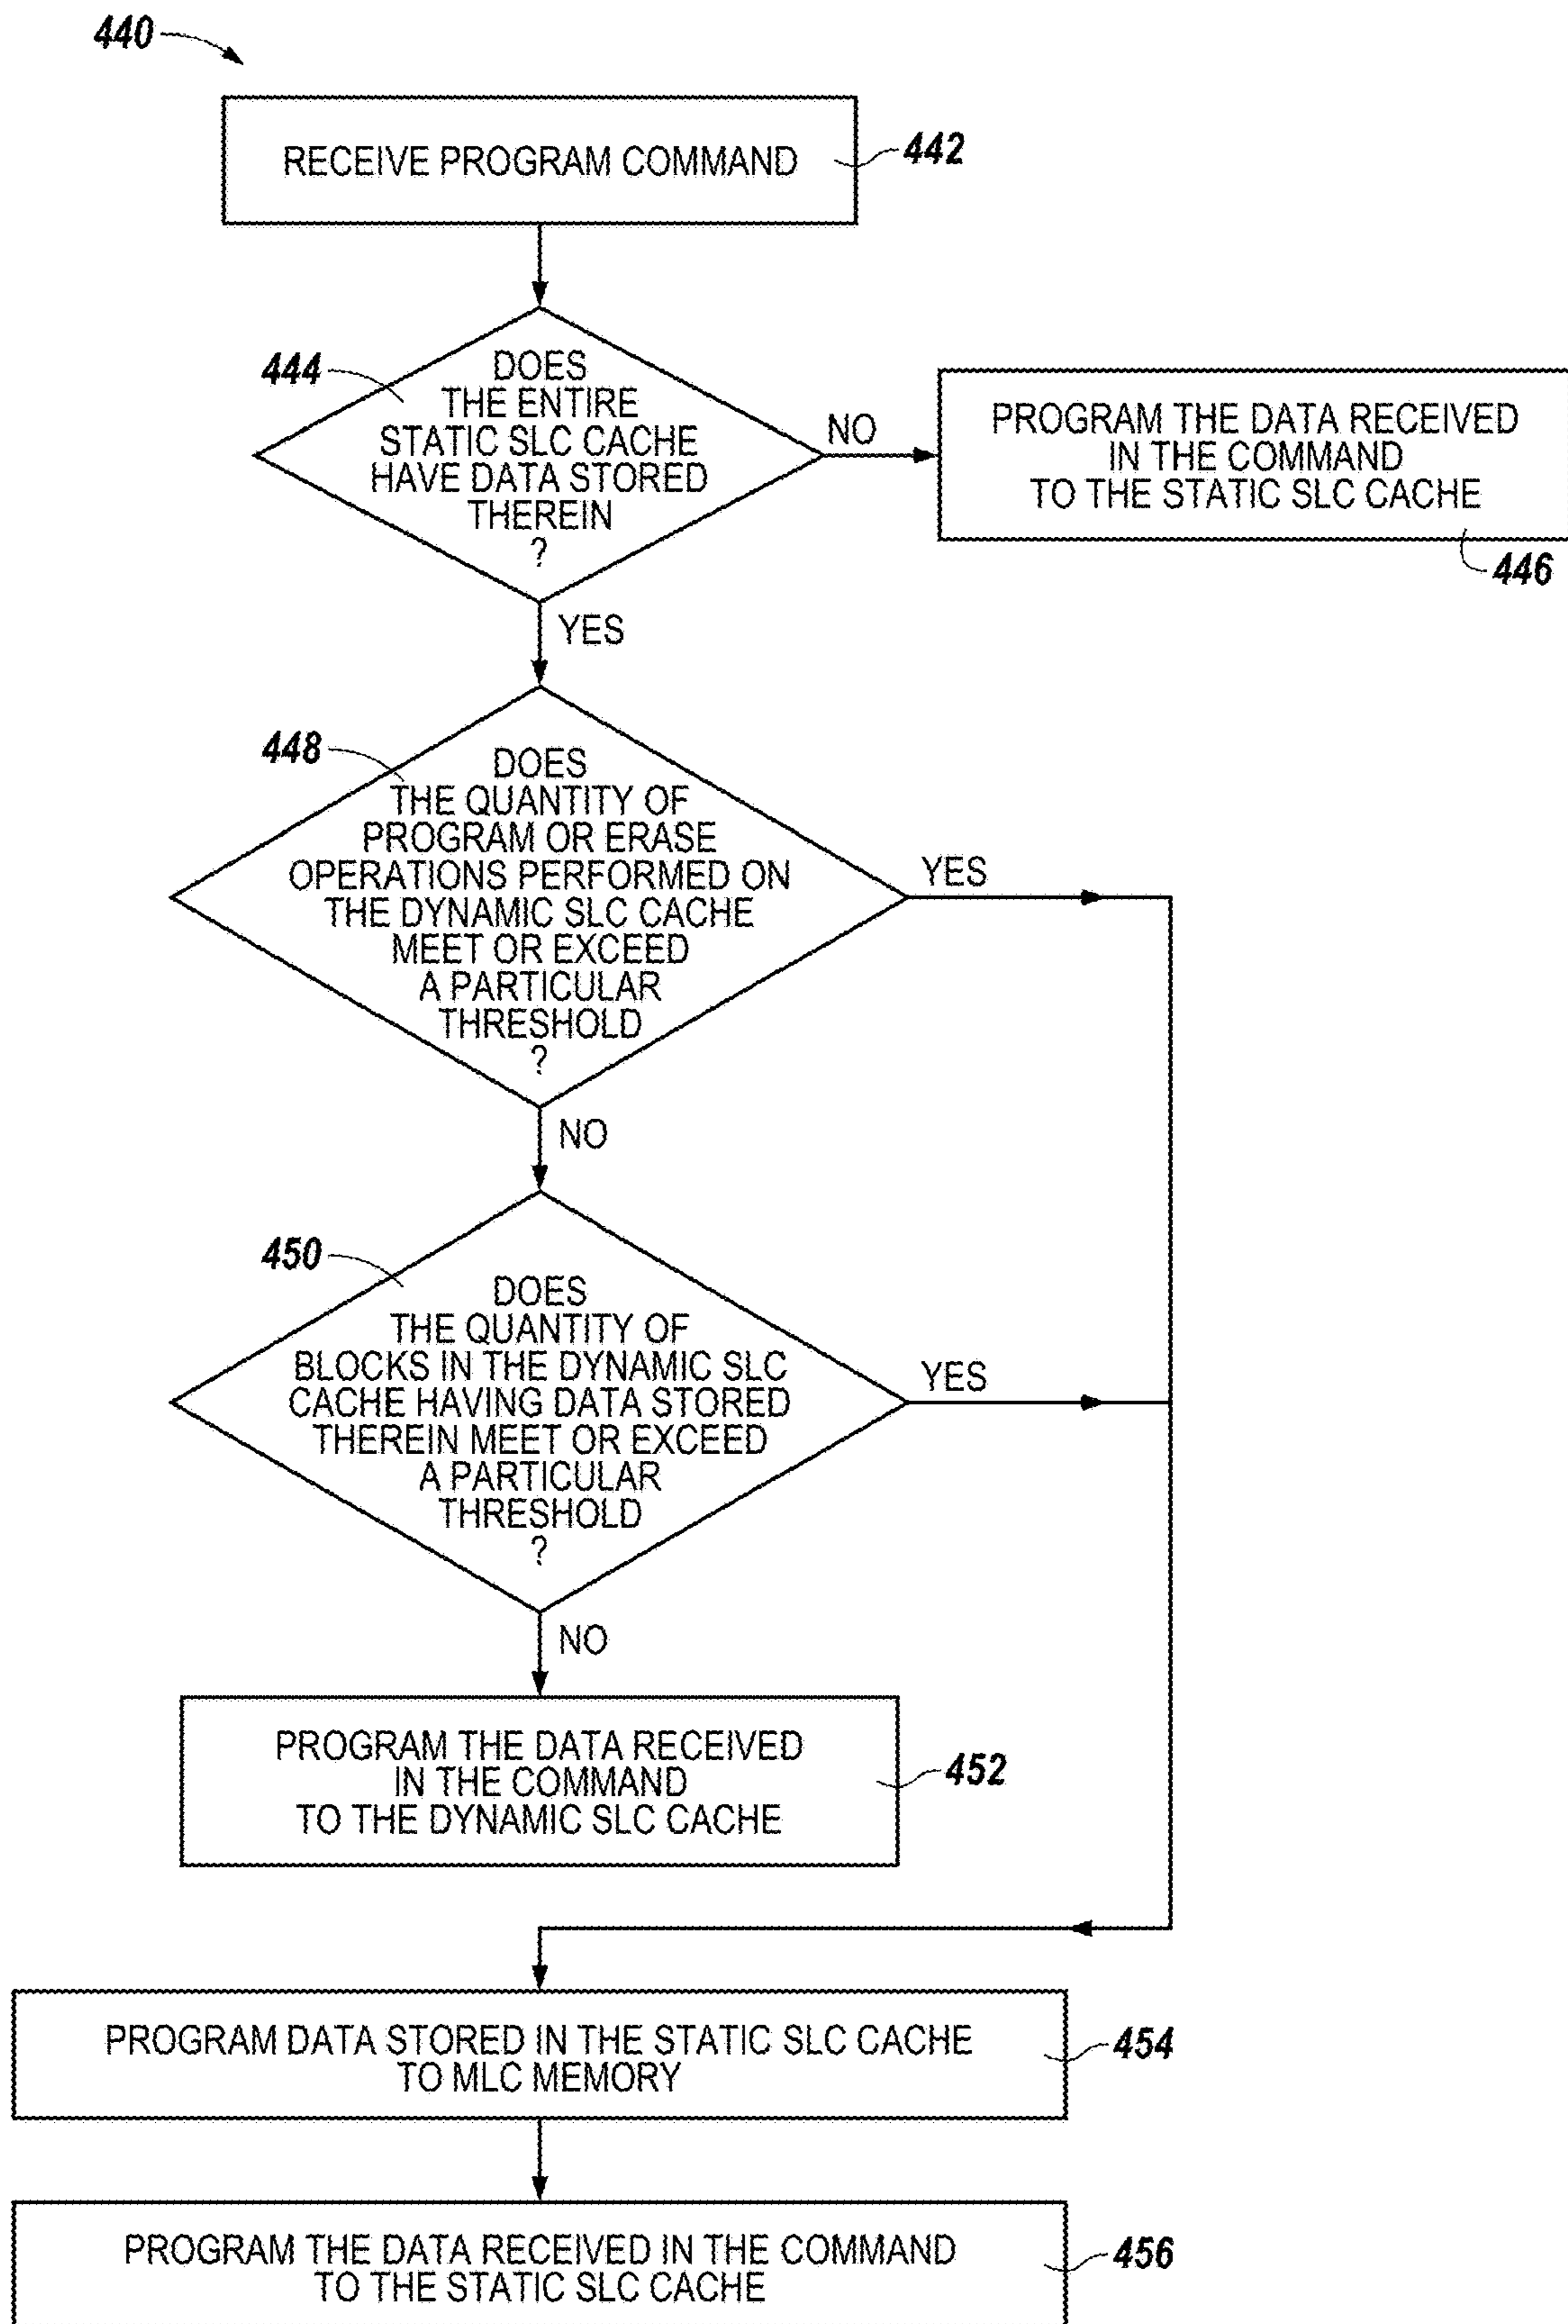 440
RECEIVE PROGRAM COMMAND
442
444
DOES
THE ENTIRE
STATIC SLC CACHE
HAVE DATA STORED
THEREIN
?
NO
PROGRAM THE DATA RECEIVED
IN THE COMMAND
TO THE STATIC SLC CACHE
446
YES
448
DOES
THE QUANTITY OF
PROGRAM OR ERASE
OPERATIONS PERFORMED ON
THE DYNAMIC SLC CACHE
MEET OR EXCEED
A PARTICULAR
THRESHOLD
?
YES
NO
450
DOES
THE QUANTITY OF
BLOCKS IN THE DYNAMIC SLC
CACHE HAVING DATA STORED
THEREIN MEET OR EXCEED
A PARTICULAR
THRESHOLD
?
YES
NO
PROGRAM THE DATA RECEIVED
IN THE COMMAND
TO THE DYNAMIC SLC CACHE
452
PROGRAM DATA STORED IN THE STATIC SLC CACHE
TO MLC MEMORY
454
PROGRAM THE DATA RECEIVED IN THE COMMAND
TO THE STATIC SLC CACHE
456